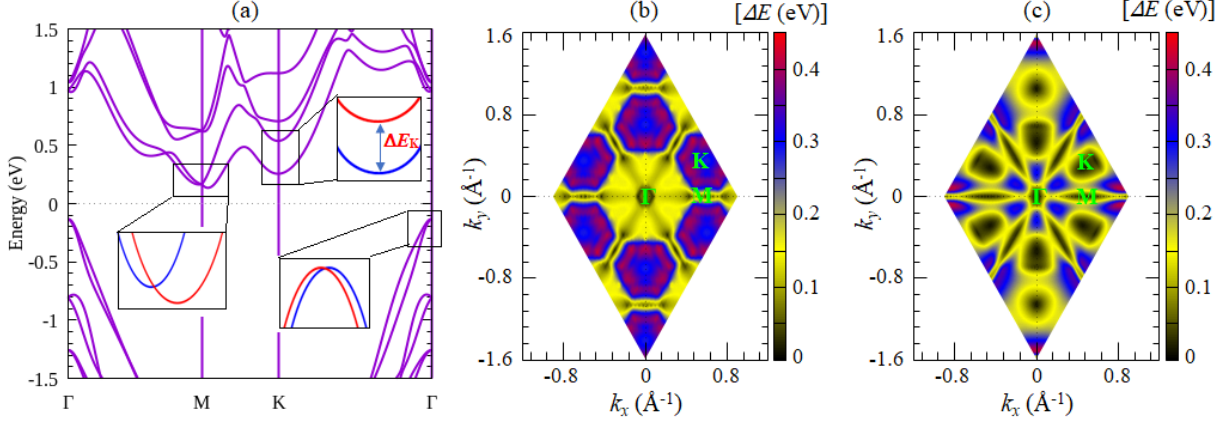 (a)
1.5
1
0.5
0
-0.5
-1
-1.5
Energy (eV)
Γ M K Γ
ΔE_K
(b)
[ΔE (eV)]
1.6
0.8
0
-0.8
-1.6
k_y (Å⁻¹)
K
Γ M
-0.8 0 0.8
k_x (Å⁻¹)
0.4
0.3
0.2
0.1
0
(c)
[ΔE (eV)]
1.6
0.8
0
-0.8
-1.6
k_y (Å⁻¹)
K
Γ M
-0.8 0 0.8
k_x (Å⁻¹)
0.4
0.3
0.2
0.1
0